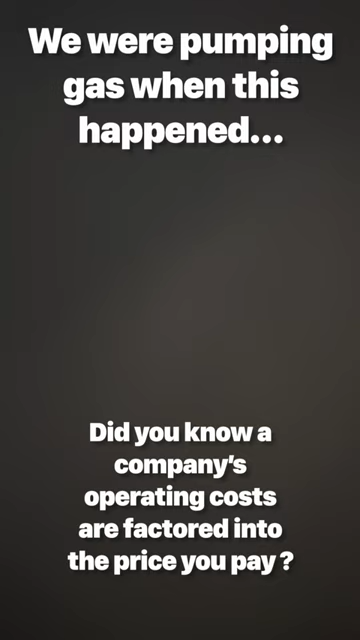 We were pumping
gas when this
happened...
Did you know a
company's
operating costs
are factored into
the price you pay ?